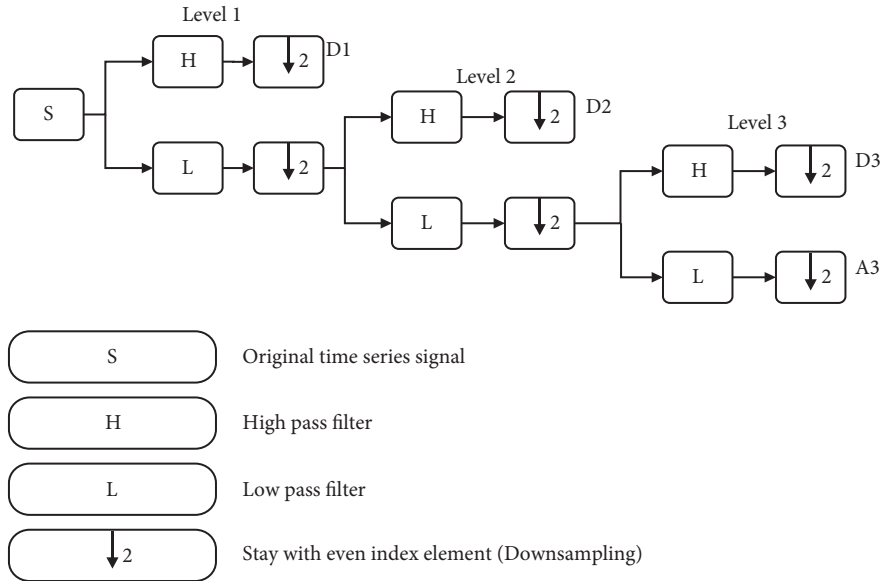 Level 1
H
2
D1
S
L
2
Level 2
H
2
D2
L
2
Level 3
H
2
D3
L
2
A3
S Original time series signal
H High pass filter
L Low pass filter
2 Stay with even index element (Downsampling)